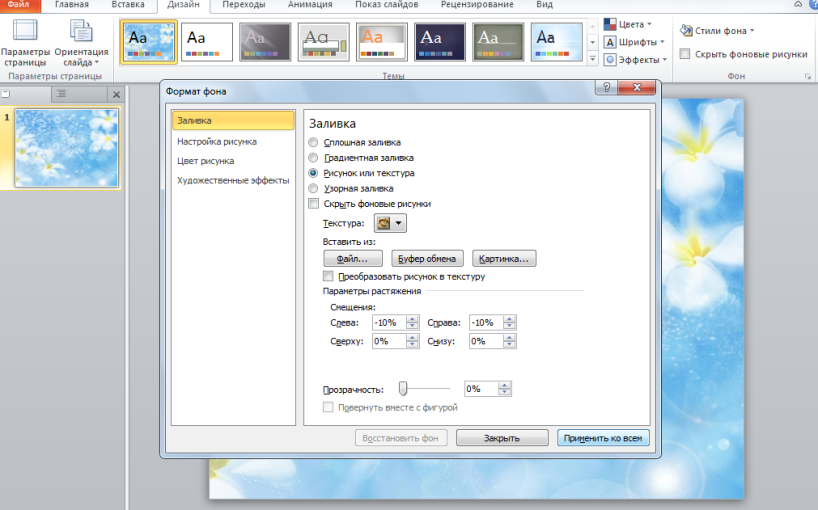 Файл Главная Вставка Дизайн Переходы Анимация Показ слайдов Рецензирование Вид
Параметры страницы
Ориентация слайда
Параметры страницы
Aa Aa Aa Aa Aa Aa Aa Aa
Темы
Цвета
Шрифты
Эффекты
Стили фона
Скрыть фоновые рисунки
Фон
1
Формат фона
Заливка
Настройка рисунка
Цвет рисунка
Художественные эффекты
Заливка
Сплошная заливка
Градиентная заливка
Рисунок или текстура
Узорная заливка
Скрыть фоновые рисунки
Текстура:
Вставить из:
Файл... Буфер обмена Картинка...
Преобразовать рисунок в текстуру
Параметры растяжения
Смещения:
Слева: -10% Справа: -10%
Сверху: 0% Снизу: 0%
Прозрачность: 0%
Повернуть вместе с фигурой
Восстановить фон Закрыть Применить ко всем